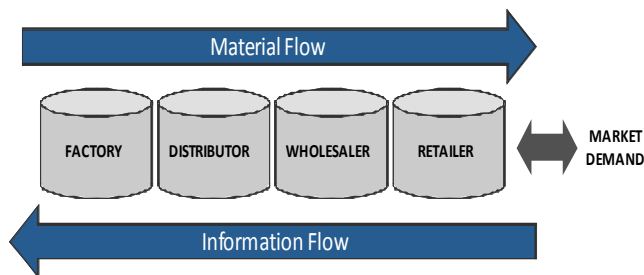 Material Flow
FACTORY
DISTRIBUTOR
WHOLESALER
RETAILER
MARKET
DEMAND
Information Flow